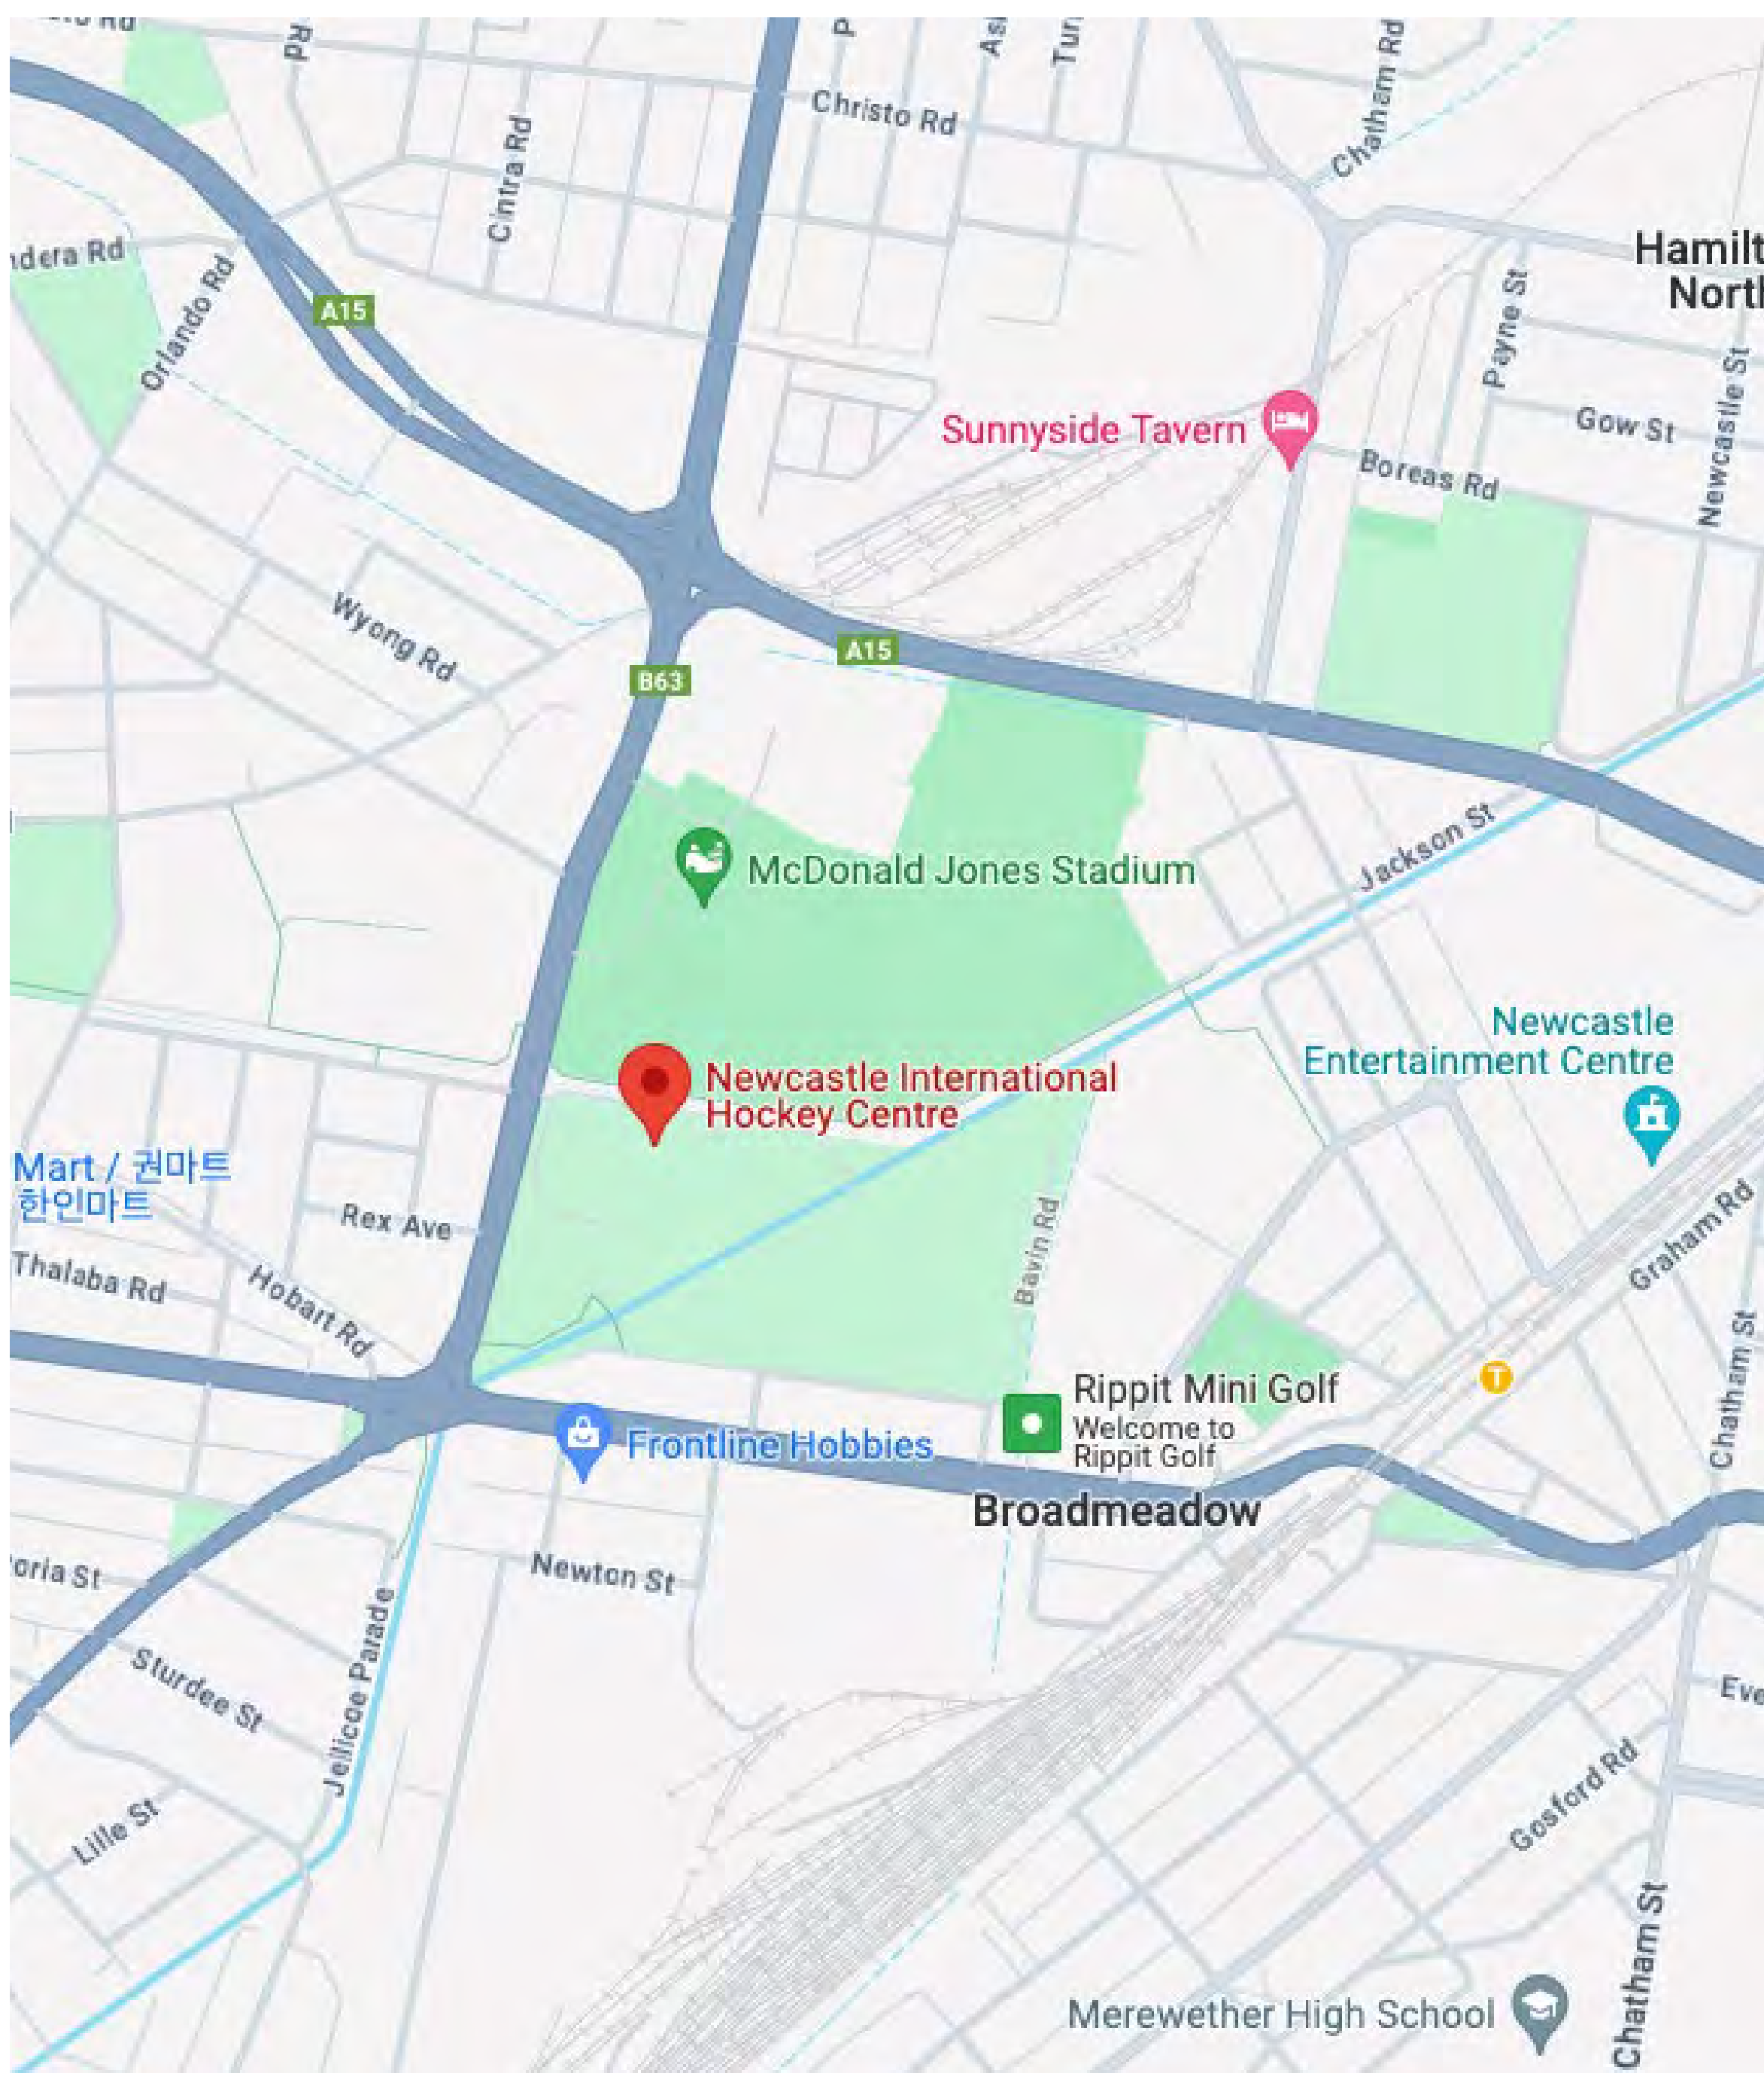 Rd
Christo Rd
Chatham Rd
Cintra Rd
Hamilt
North
Orlando Rd
A15
Payne St
Sunnyside Tavern
Gow St
Newcastle St
Boreas Rd
Wyong Rd
A15
B63
Jackson St
McDonald Jones Stadium
Newcastle
Entertainment Centre
Newcastle International
Hockey Centre
Mart / 권마트
한인마트
Rex Ave
Bavin Rd
Graham Rd
Thalaba Rd
Hobart Rd
Chatham St
Rippit Mini Golf
Welcome to
Rippit Golf
Frontline Hobbies
Broadmeadow
Newton St
oria St
Jellicoe Parade
Sturdee St
Eve
Gosford Rd
Lille St
Chatham St
Merewether High School